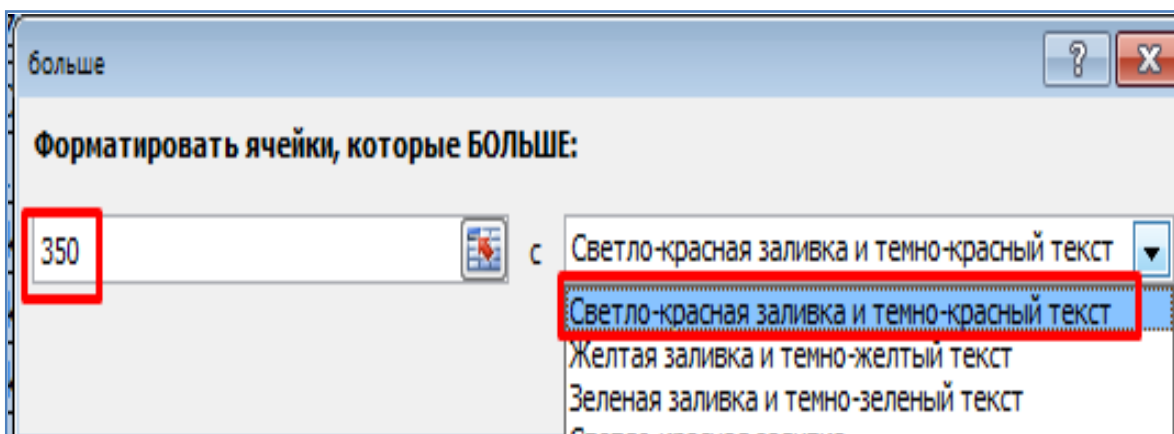 больше
Форматировать ячейки, которые БОЛЬШЕ:
350 с Светло-красная заливка и темно-красный текст
Светло-красная заливка и темно-красный текст
Желтая заливка и темно-желтый текст
Зеленая заливка и темно-зеленый текст